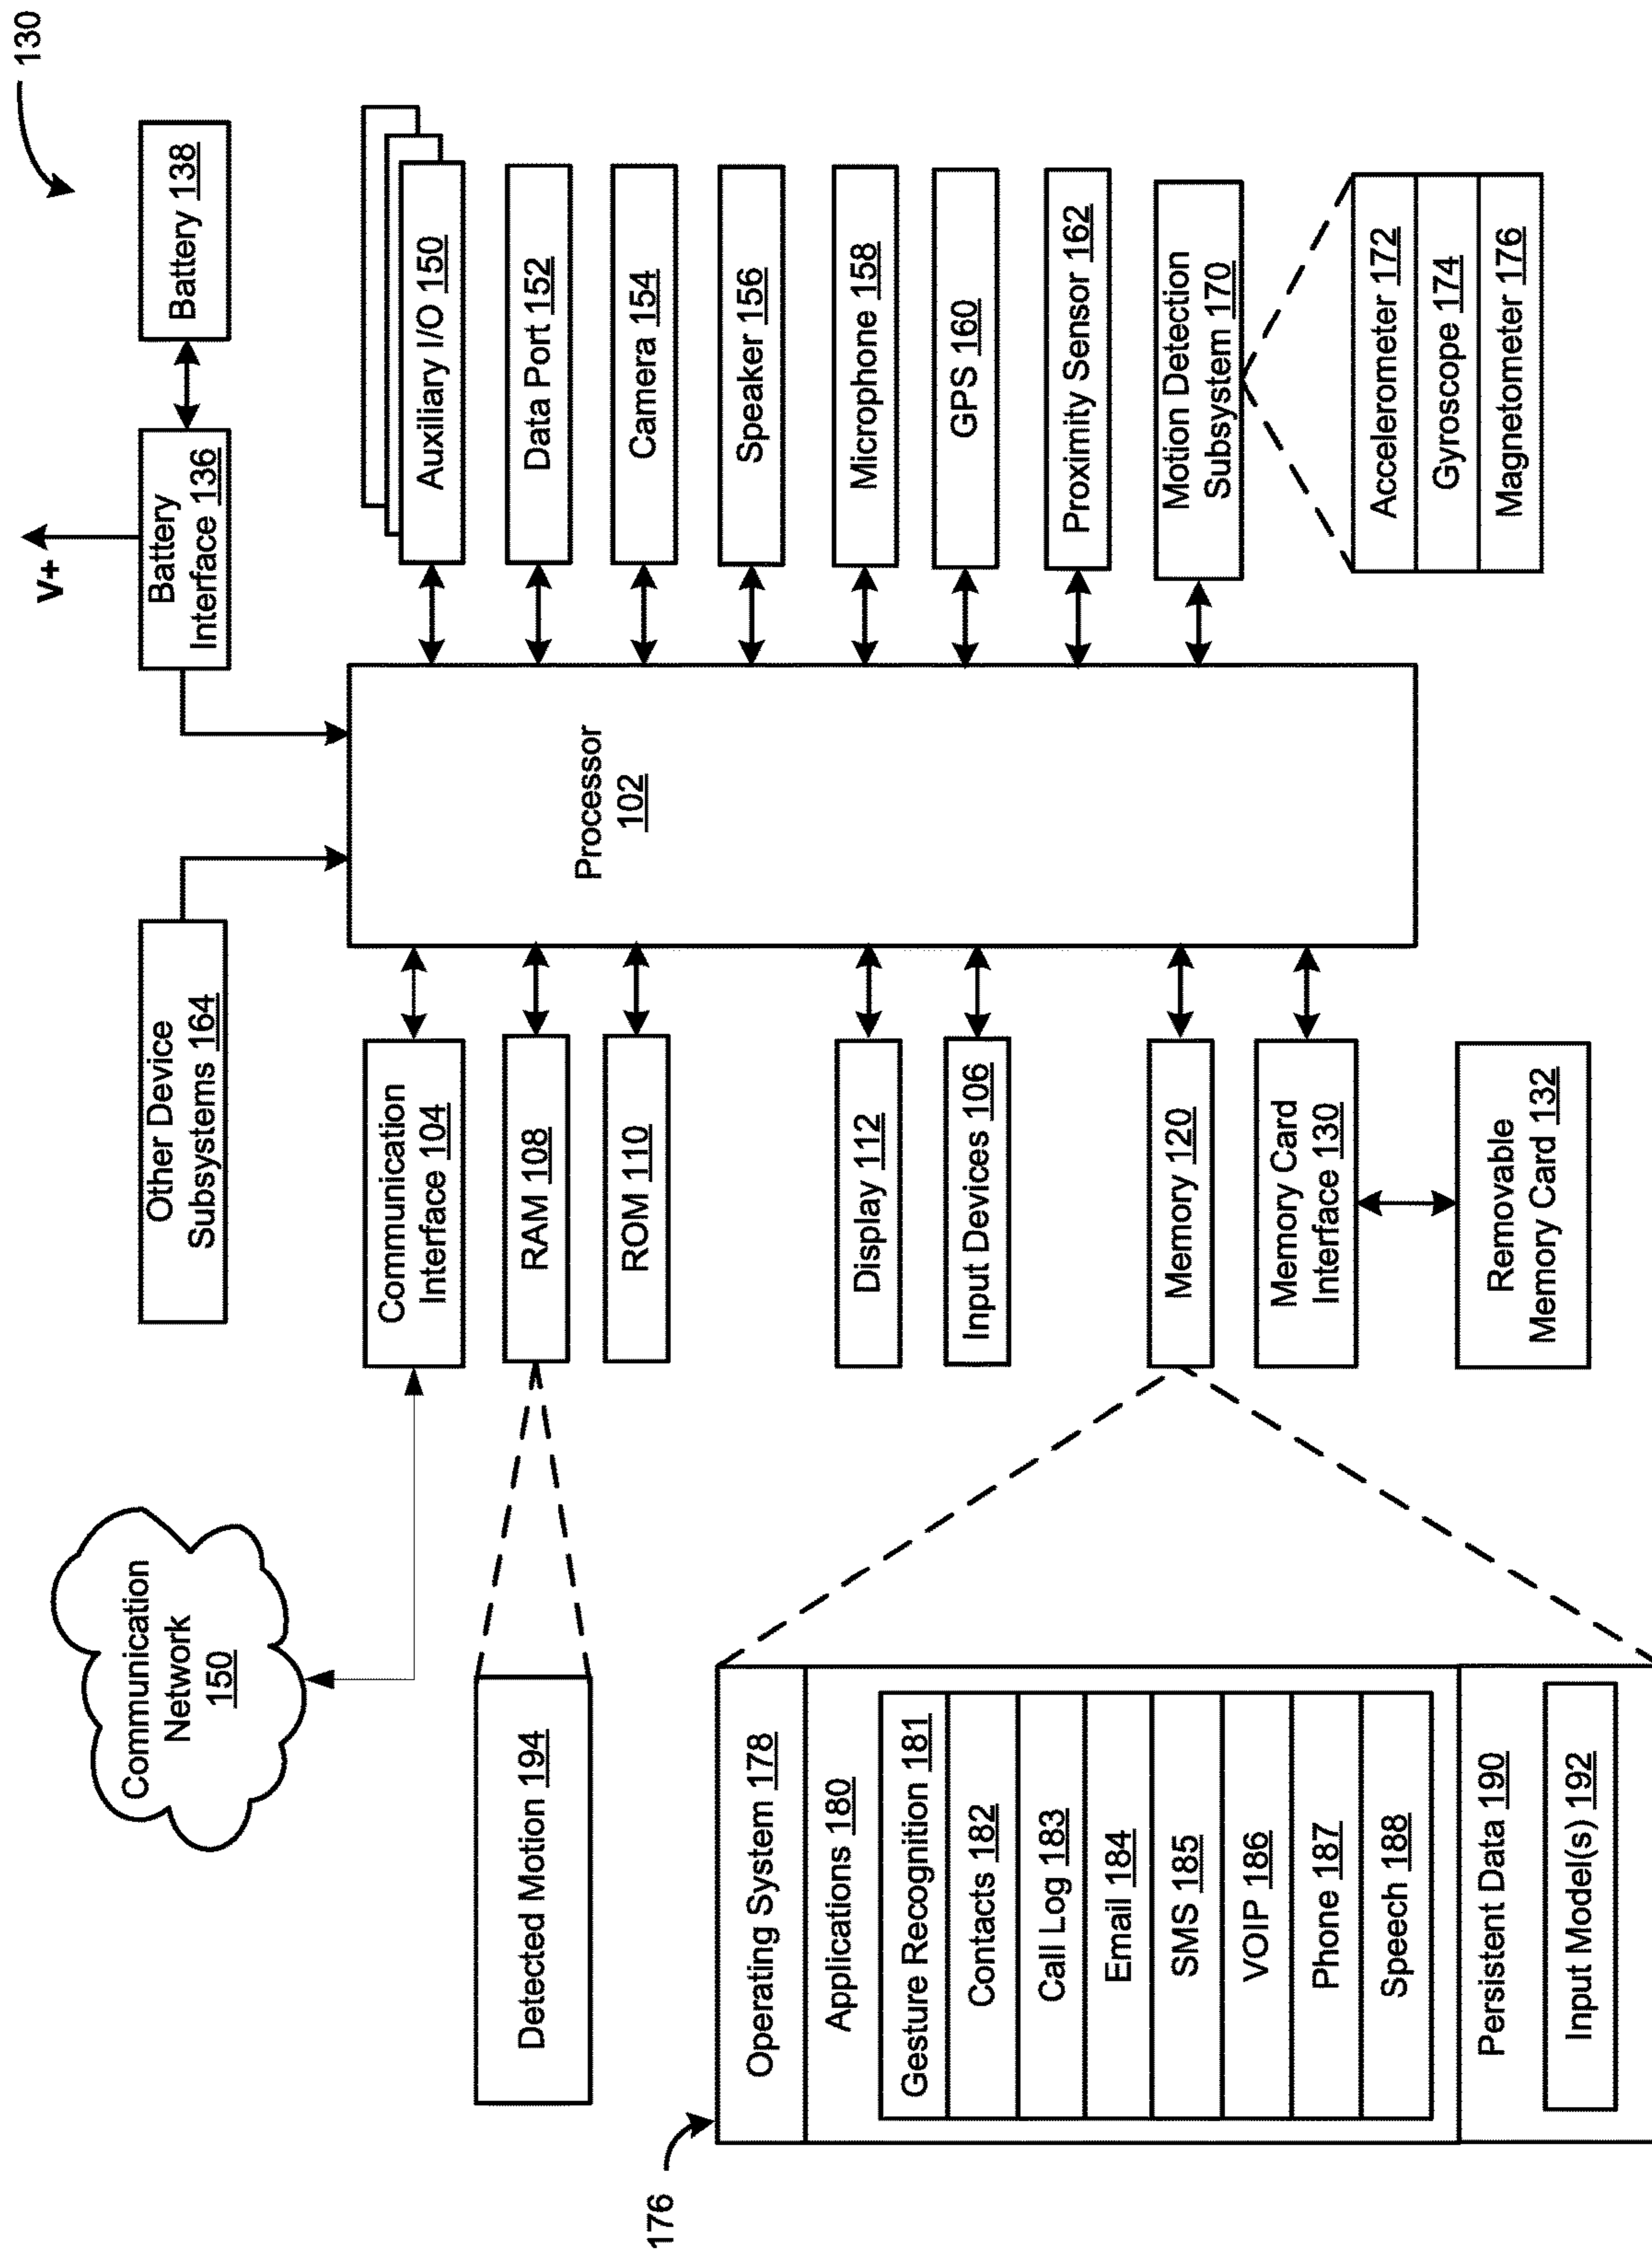 130
V+
Battery
Interface 136
Battery 138
Other Device
Subsystems 164
Communication
Network
150
Communication
Interface 104
RAM 108
ROM 110
Display 112
Input Devices 106
Memory 120
Memory Card
Interface 130
Removable
Memory Card 132
Processor
102
Auxiliary I/O 150
Data Port 152
Camera 154
Speaker 156
Microphone 158
GPS 160
Proximity Sensor 162
Motion Detection
Subsystem 170
Accelerometer 172
Gyroscope 174
Magnetometer 176
Detected Motion 194
176
Operating System 178
Applications 180
Gesture Recognition 181
Contacts 182
Call Log 183
Email 184
SMS 185
VOIP 186
Phone 187
Speech 188
Persistent Data 190
Input Model(s) 192